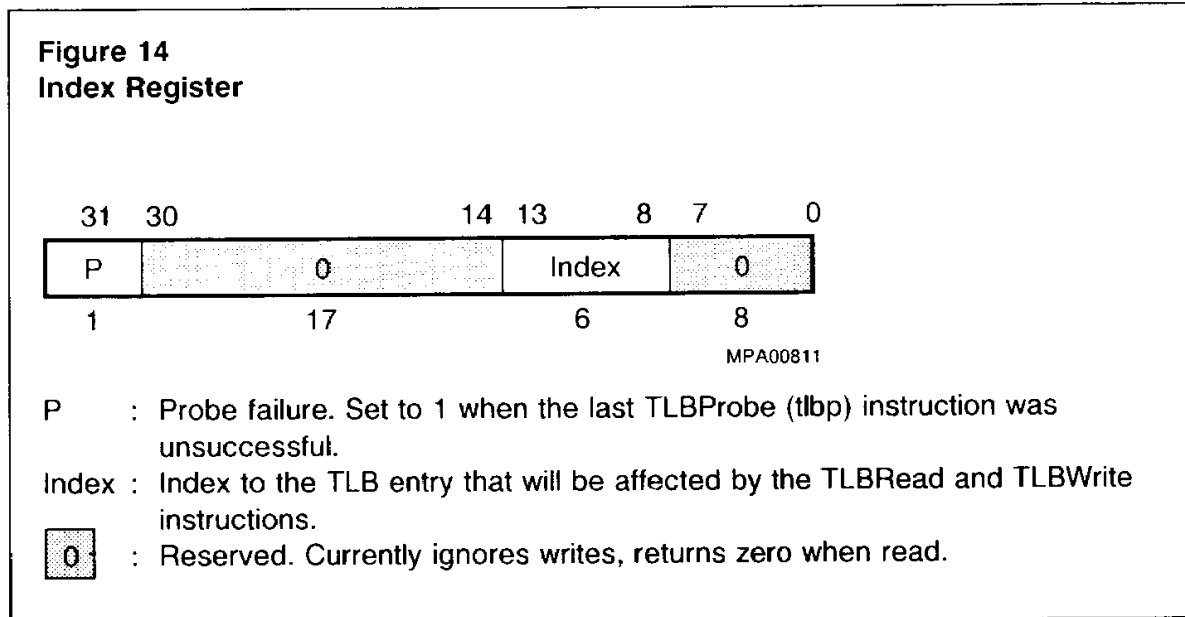 Figure 14
Index Register
31 30 14 13 8 7 0
P 0 Index 0
1 17 6 8
MPA00811
P : Probe failure. Set to 1 when the last TLBProbe (tlbp) instruction was
unsuccessful.
Index : Index to the TLB entry that will be affected by the TLBRead and TLBWrite
instructions.
0 : Reserved. Currently ignores writes, returns zero when read.